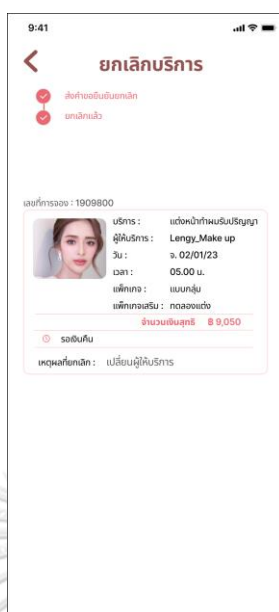 9:41
ยกเลิกบริการ
ส่งคำขอยืนยันยกเลิก
ยกเลิกแล้ว
เลขที่การจอง : 1909800
บริการ : แต่งหน้าทำผมรับปริญญา
ผู้ให้บริการ : Lengy_Make up
วัน : จ. 02/01/23
เวลา : 05.00 น.
แพ็กเกจ : แบบกลุ่ม
แพ็กเกจเสริม : ทดลองแต่ง
จำนวนเงินสุทธิ ฿ 9,050
รอเงินคืน
เหตุผลที่ยกเลิก : เปลี่ยนผู้ให้บริการ